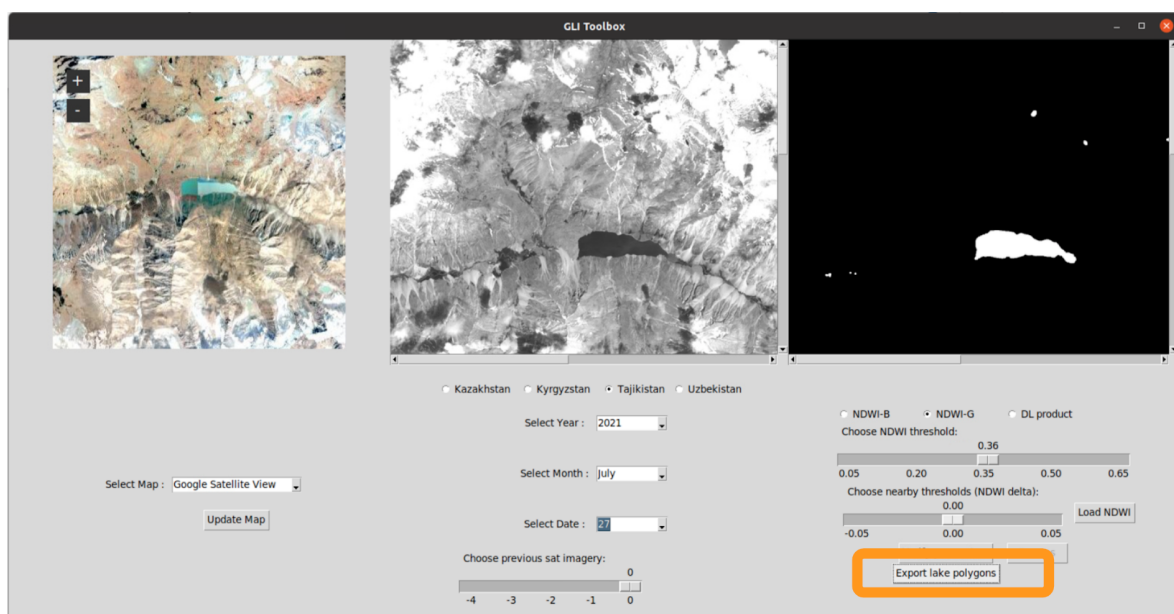 GLI Toolbox
+
-
Kazakhstan Kyrgyzstan Tajikistan Uzbekistan
Select Year : 2021
Select Month : July
Select Date : 27
Choose previous sat imagery:
0
-4 -3 -2 -1 0
Select Map : Google Satellite View
Update Map
NDWI-B NDWI-G DL product
Choose NDWI threshold:
0.36
0.05 0.20 0.35 0.50 0.65
Choose nearby thresholds (NDWI delta):
0.00
-0.05 0.00 0.05
Load NDWI
Export lake polygons